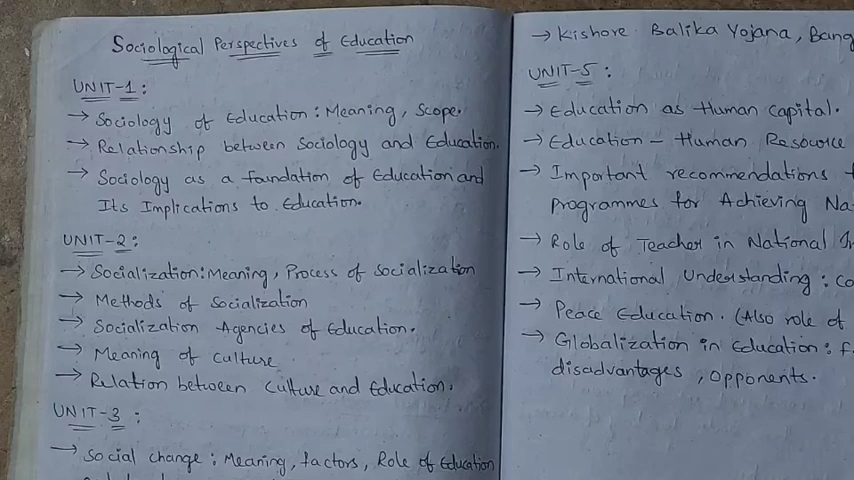 Sociological Perspectives of Education
UNIT-1:
→ Sociology of Education: Meaning, Scope.
→ Relationship between Sociology and Education.
→ Sociology as a foundation of Education and
Its Implications to Education.
UNIT-2:
→ Socialization: Meaning, Process of Socialization
→ Methods of Socialization
→ Socialization Agencies of Education.
→ Meaning of Culture
→ Relation between Culture and Education.
UNIT-3:
→ Social change: Meaning, factors, Role of Education
→ Kishore Balika Yojana,
UNIT-5:
→ Education as Human Capital.
→ Education - Human Resource
→ Important recommendations
Programmes for Achieving
→ Role of Teacher in National
→ International Understanding:
→ Peace Education. (Also role of
→ Globalization in Education:
disadvantages, Opponents.